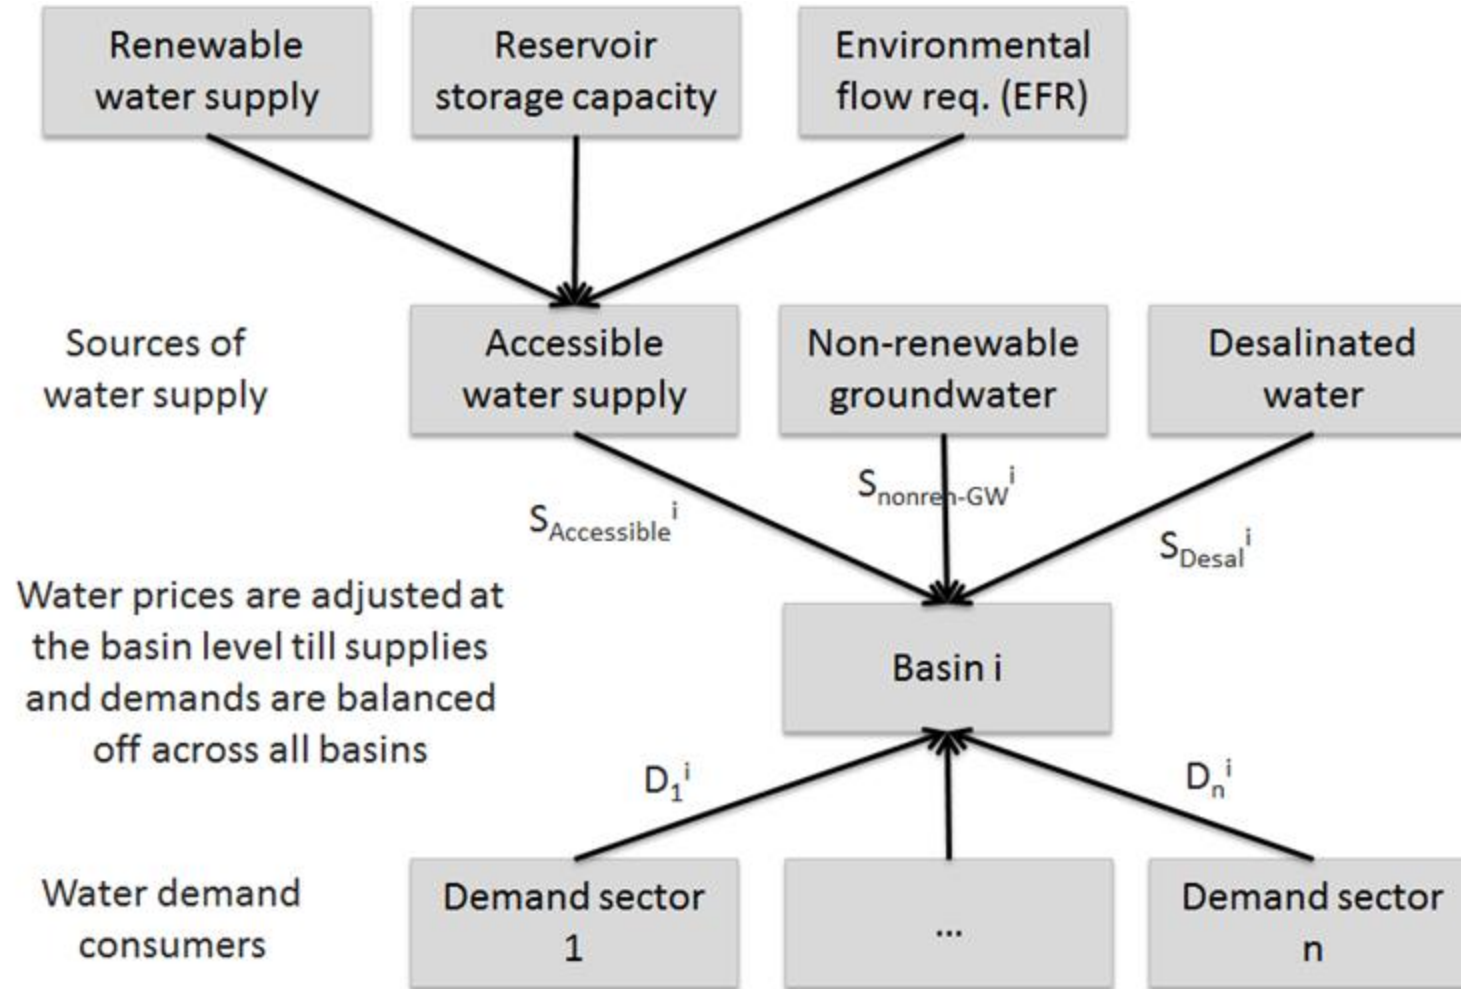 Renewable
water supply
Reservoir
storage capacity
Environmental
flow req. (EFR)
Sources of
water supply
Accessible
water supply
Non-renewable
groundwater
Desalinated
water
S_Accessible^i
S_nonren-GW^i
S_Desal^i
Water prices are adjusted at
the basin level till supplies
and demands are balanced
off across all basins
Basin i
D_1^i
D_n^i
Water demand
consumers
Demand sector
1
...
Demand sector
n